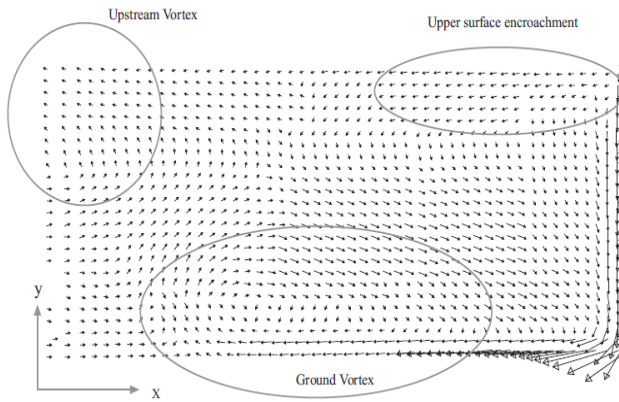 Upstream Vortex
Upper surface encroachment
y
x
Ground Vortex